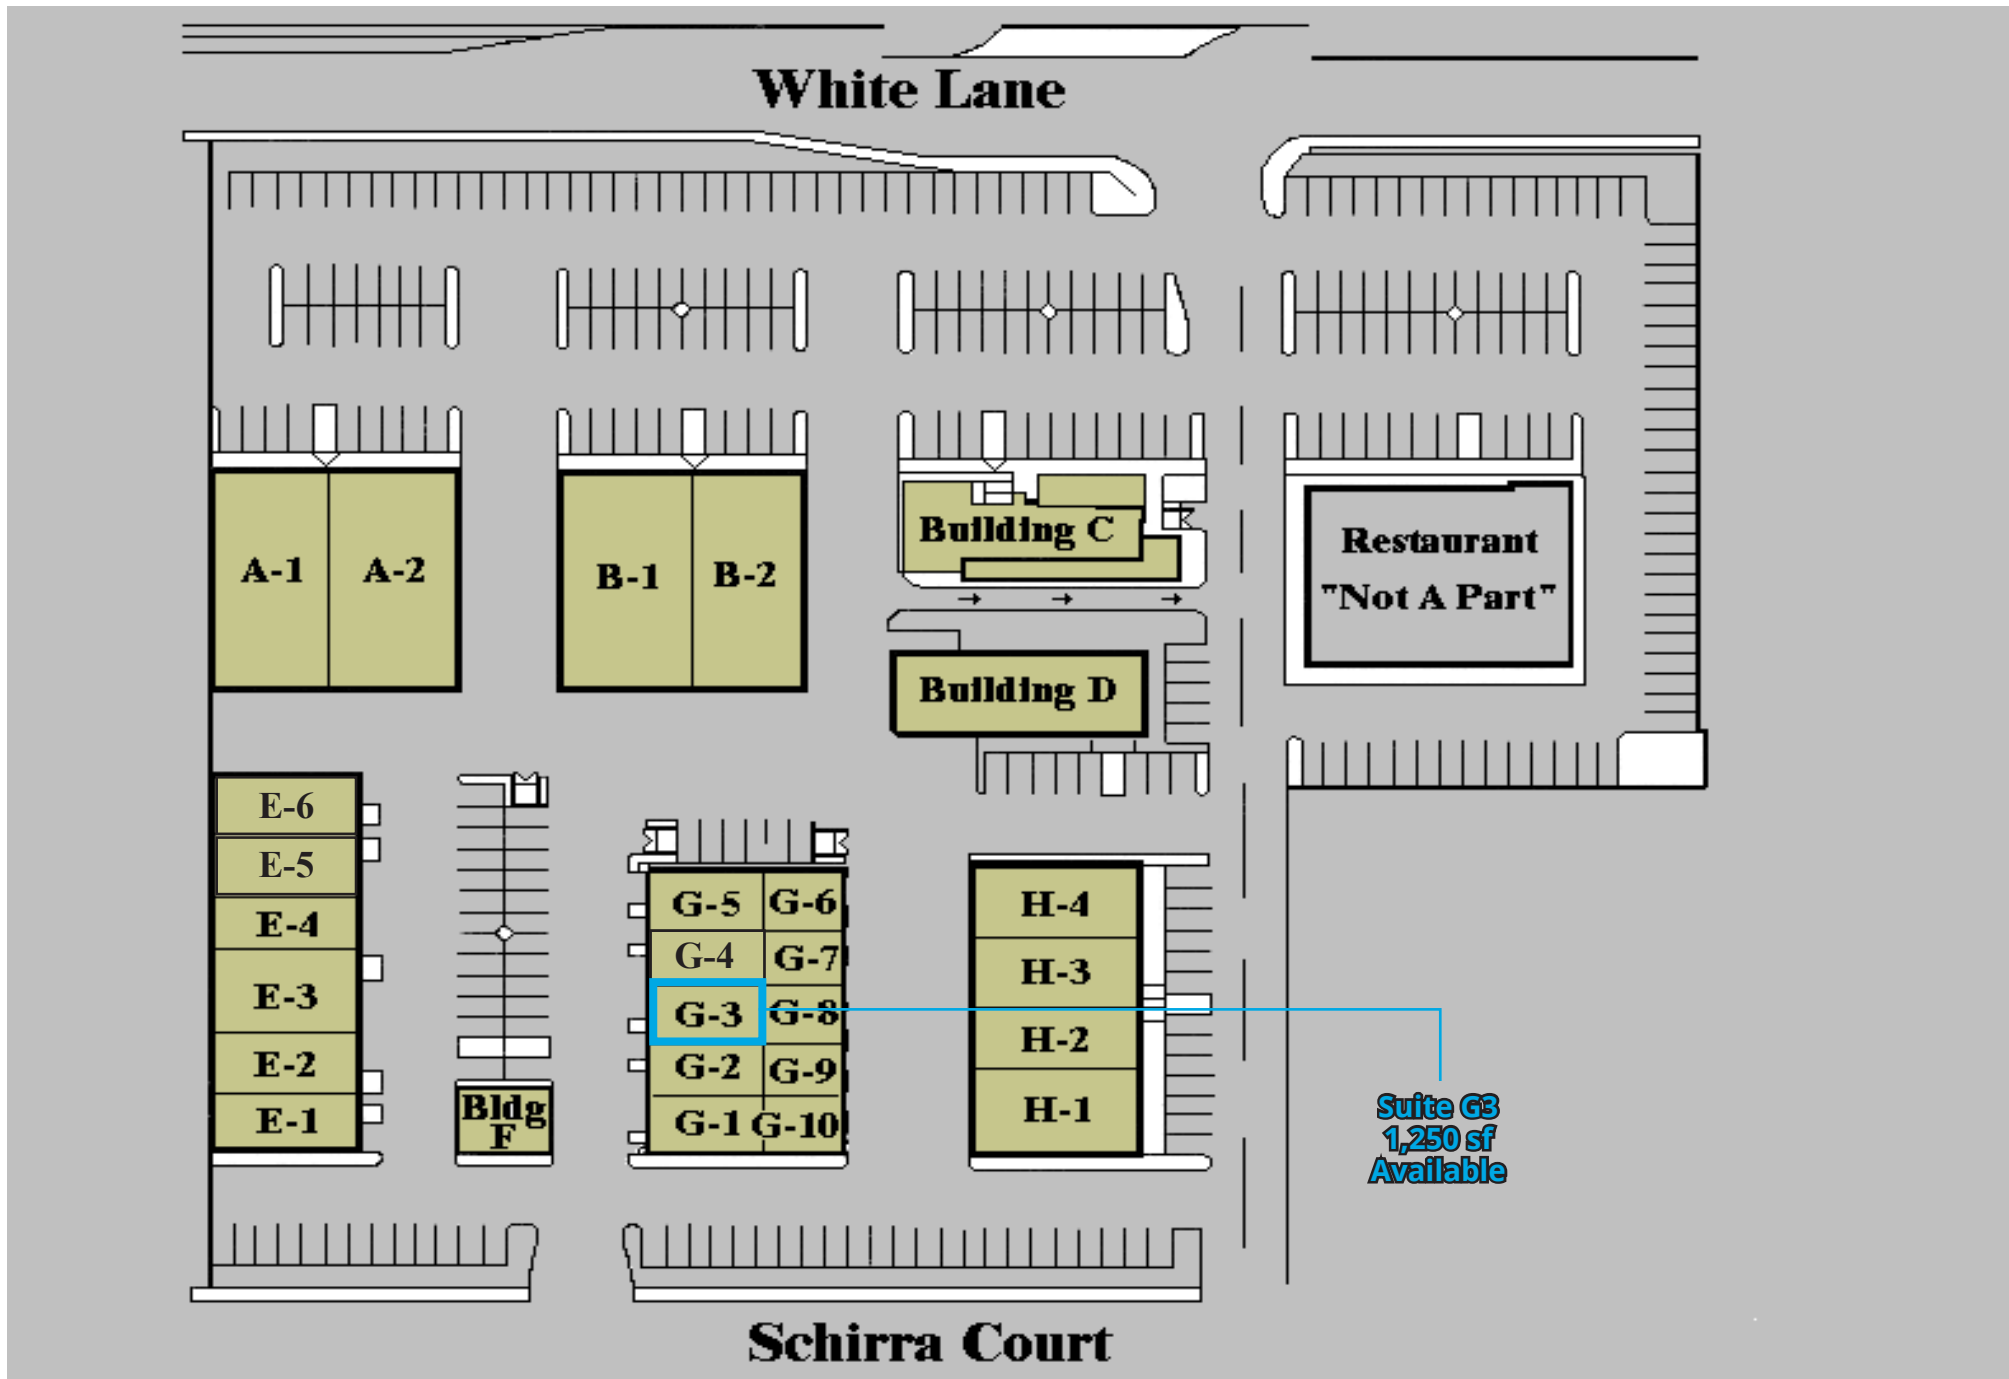 White Lane
A-1
A-2
B-1
B-2
Building C
Restaurant
"Not A Part"
Building D
E-6
E-5
E-4
E-3
E-2
E-1
Bldg
F
G-5
G-6
G-4
G-7
G-3
G-8
G-2
G-9
G-1
G-10
H-4
H-3
H-2
H-1
Suite G3
1,250 sf
Available
Schirra Court